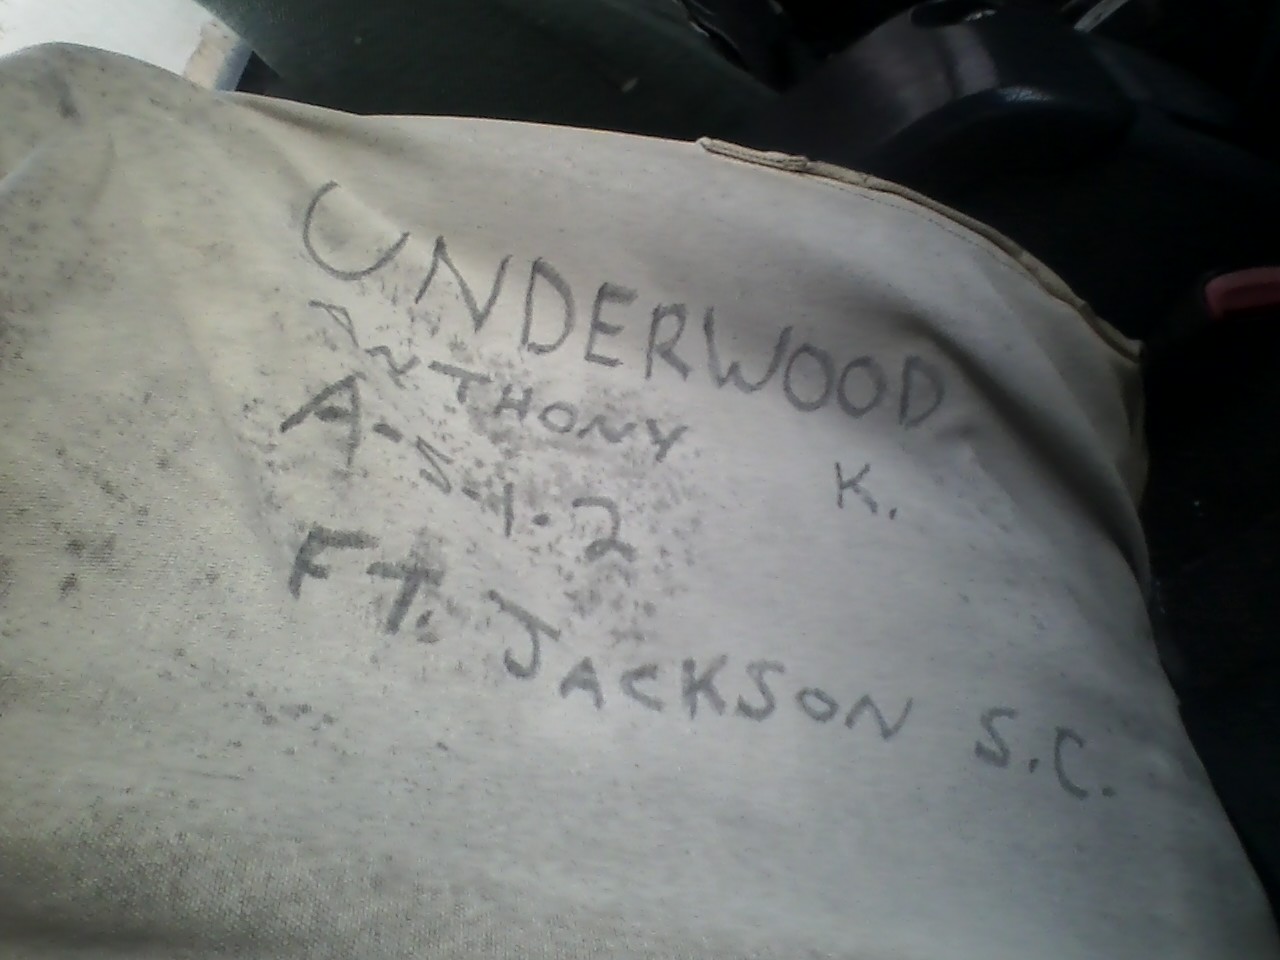 UNDERWOOD
ANTHONY K.
A-5-1-2
Ft. JACKSON S.C.